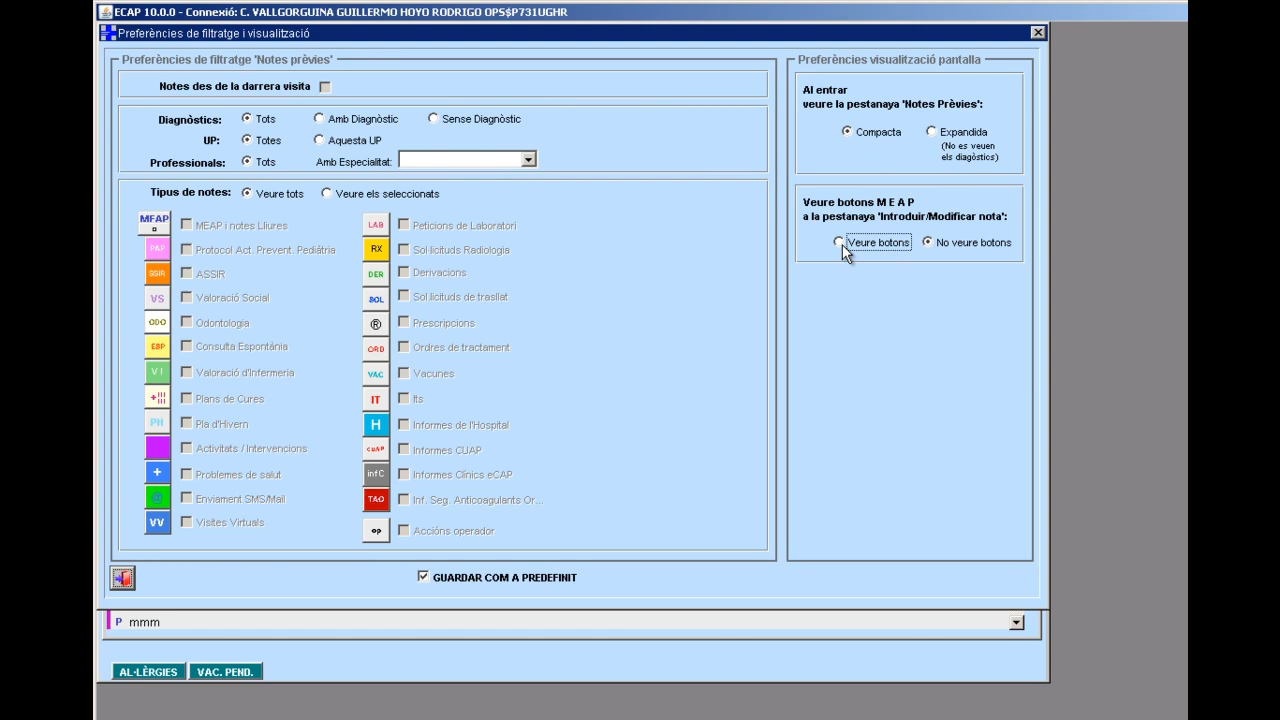 ECAP 10.0.0 - Connexió: C. VALLGORGUINA GUILLERMO HOYO RODRIGO OPS$P731UGHR
Preferències de filtratge i visualització
Preferències de filtratge 'Notes prèvies'
Notes des de la darrera visita
Diagnòstics: Tots Amb Diagnòstic Sense Diagnòstic
UP: Totes Aquesta UP
Professionals: Tots Amb Especialitat:
Tipus de notes: Veure tots Veure els seleccionats
MEAP MEAP i notes Lliures
PAP Protocol Act. Prevent. Pediàtria
SSIR ASSIR
VS Valoració Social
ODO Odontologia
ESP Consulta Espontània
VI Valoració d'Infermeria
Plans de Cures
PH Pla d'Hivern
Activitats / Intervencions
+ Problemes de salut
@ Enviament SMS/Mail
VV Visites Virtuals
LAB Peticions de Laboratori
RX Sol·licituds Radiologia
DER Derivacions
SOL Sol.licituds de trasllat
® Prescripcions
ORD Ordres de tractament
VAC Vacunes
IT Its
H Informes de l'Hospital
CUAP Informes CUAP
infC Informes Clínics eCAP
TAO Inf. Seg. Anticoagulants Or...
op Accións operador
GUARDAR COM A PREDEFINIT
Preferències visualització pantalla
Al entrar
veure la pestanaya 'Notes Prèvies':
Compacta Expandida
(No es veuen
els diagòstics)
Veure botons M E A P
a la pestanaya 'Introduir/Modificar nota':
Veure botons No veure botons
P mmm
AL·LÈRGIES VAC. PEND.